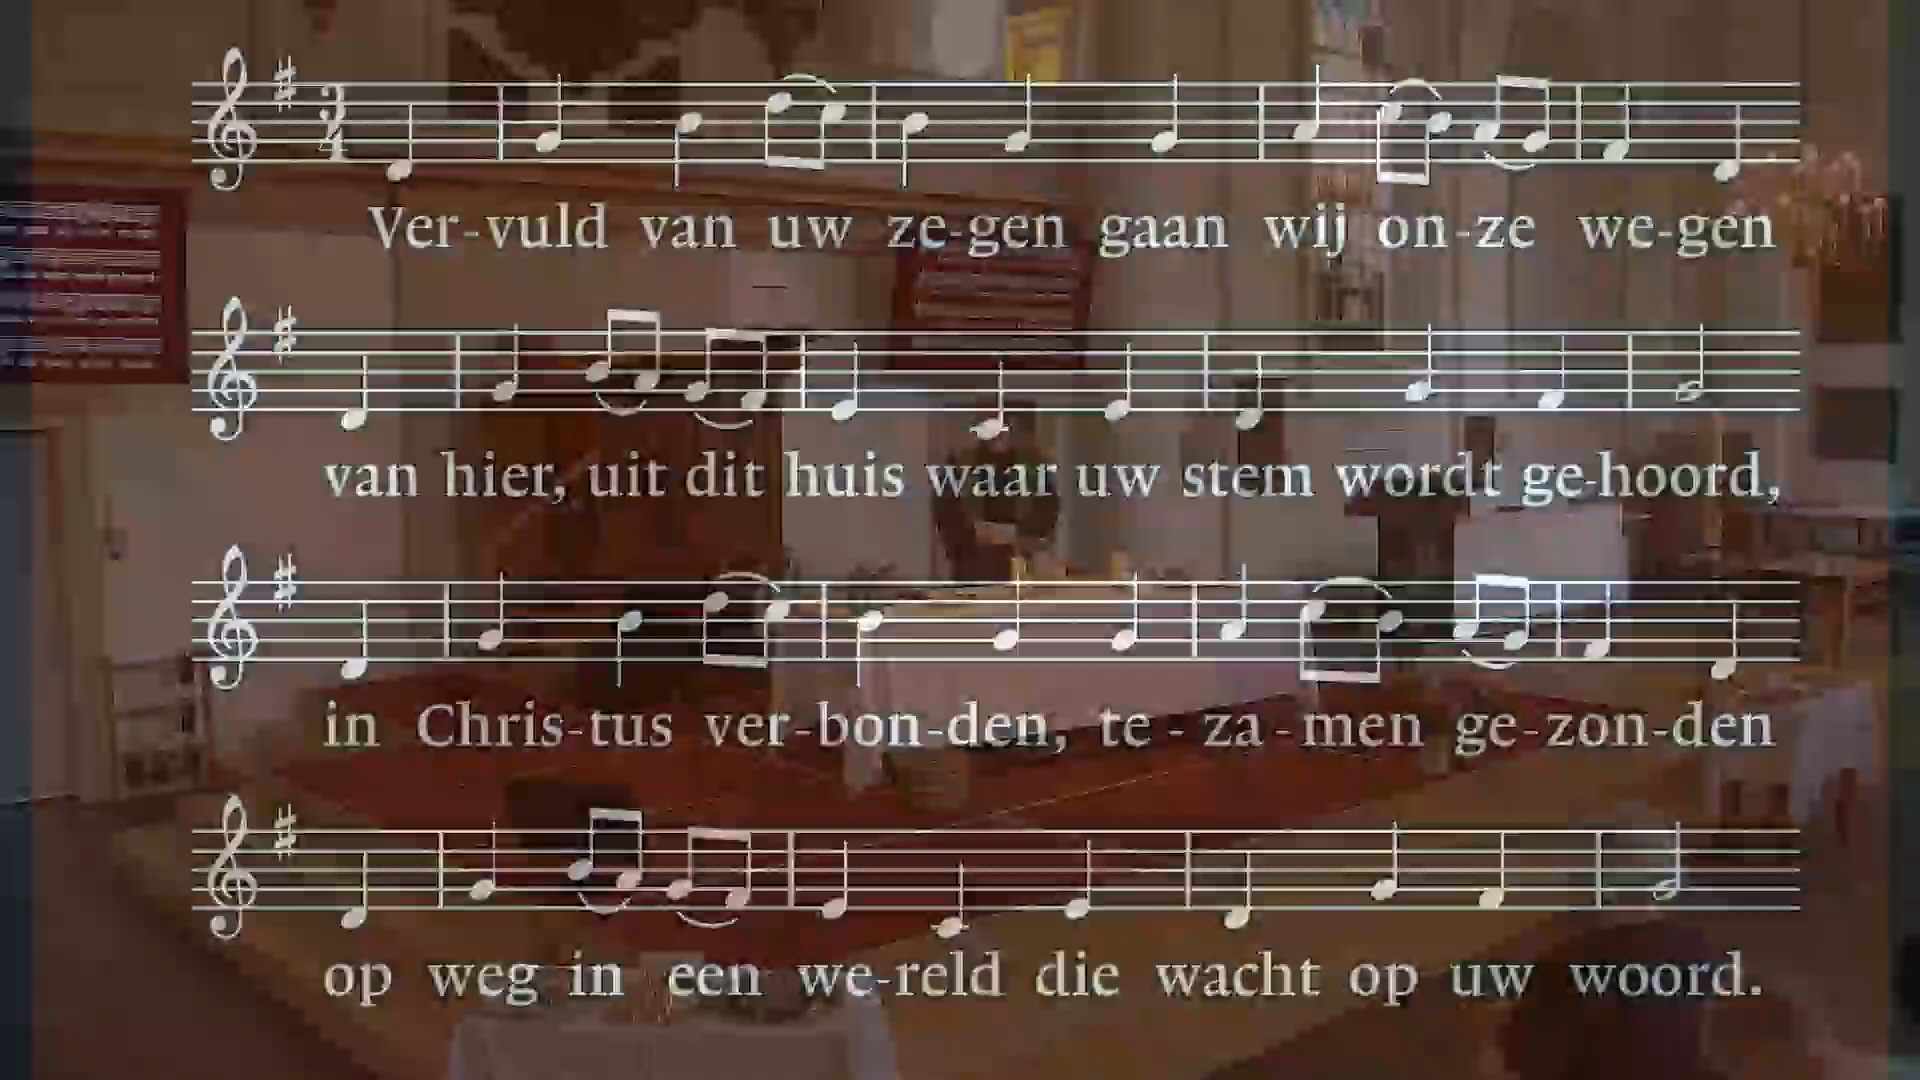 3
4
Ver-vuld van uw ze-gen gaan wij on-ze we-gen
van hier, uit dit huis waar uw stem wordt ge-hoord,
in Chris-tus ver-bon-den, te - za - men ge-zon-den
op weg in een we-reld die wacht op uw woord.